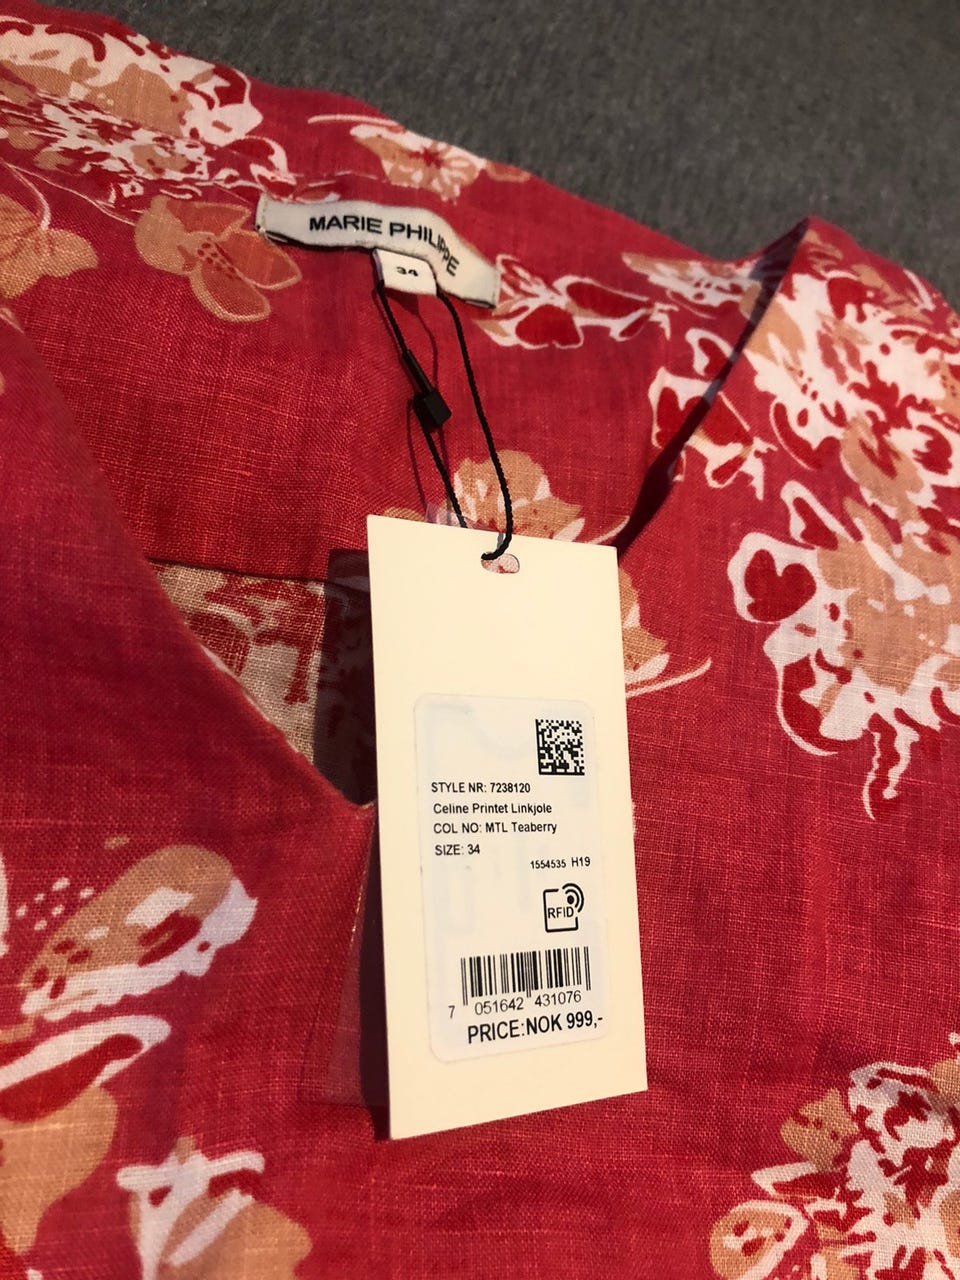 MARIE PHILIPPE
34
STYLE NR: 7238120
Celine Printet Linkjole
COL NO: MTL Teaberry
SIZE: 34
1554535 H19
RFID
7 051642 431076
PRICE:NOK 999,-